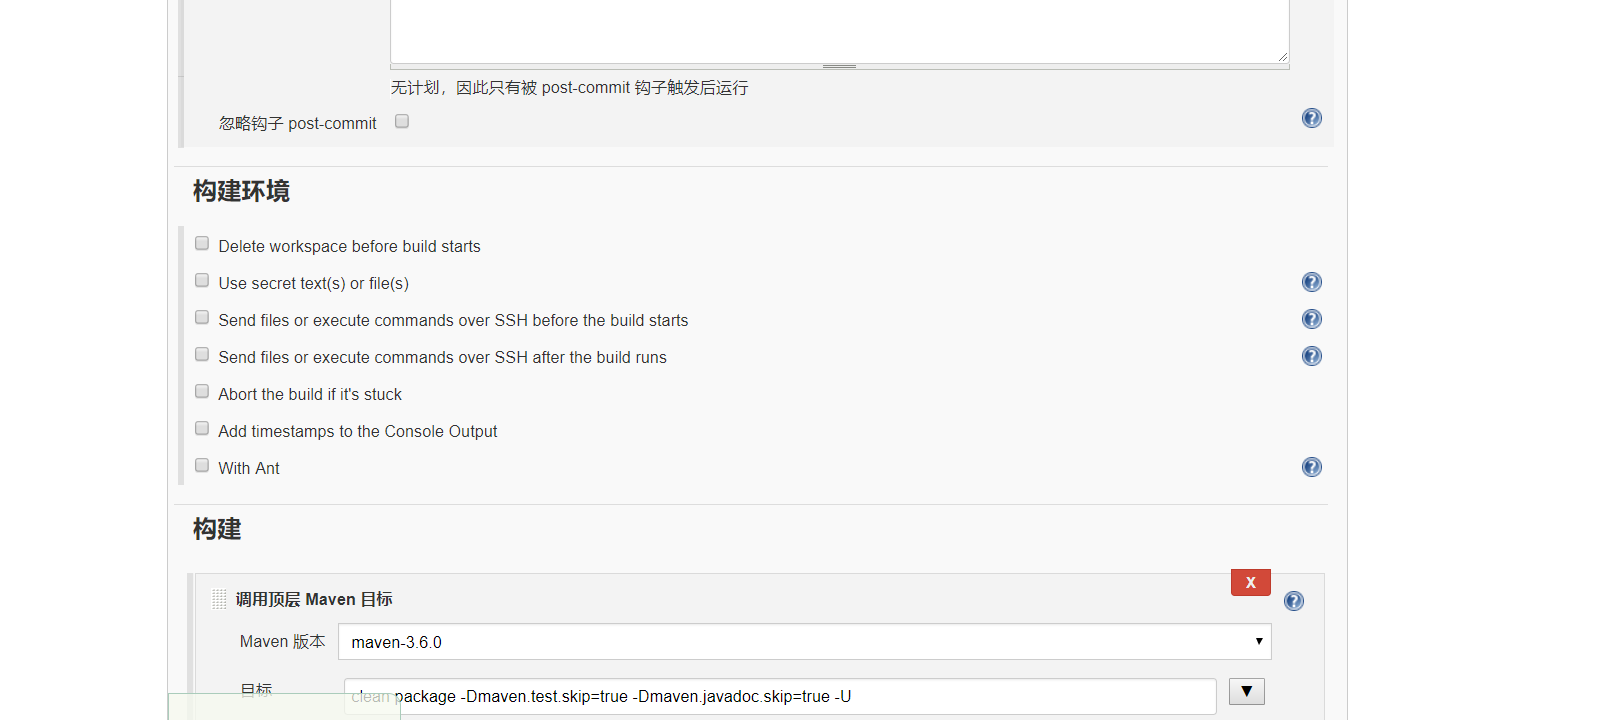 无计划，因此只有被 post-commit 钩子触发后运行
忽略钩子 post-commit
构建环境
Delete workspace before build starts
Use secret text(s) or file(s)
Send files or execute commands over SSH before the build starts
Send files or execute commands over SSH after the build runs
Abort the build if it's stuck
Add timestamps to the Console Output
With Ant
构建
X
调用顶层 Maven 目标
Maven 版本 maven-3.6.0
目标 clean package -Dmaven.test.skip=true -Dmaven.javadoc.skip=true -U